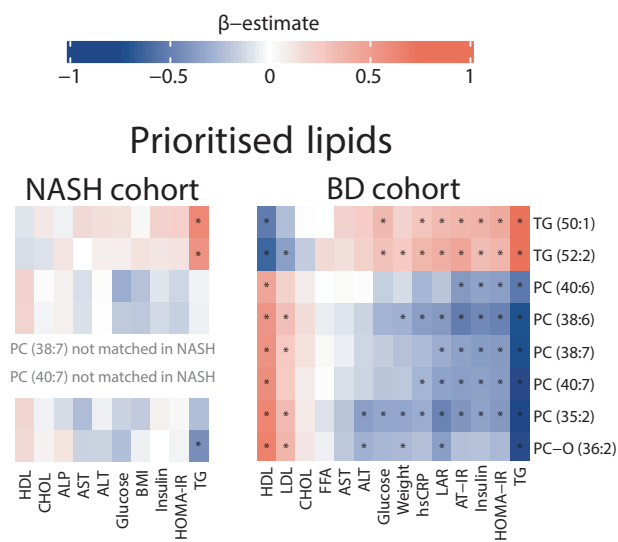 β−estimate
−1 −0.5 0 0.5 1
Prioritised lipids
NASH cohort BD cohort
* * * TG (50:1)
* * * * * * * * * * * TG (52:2)
PC (40:6)
PC (38:6)
PC (38:7) not matched in NASH PC (38:7)
PC (40:7) not matched in NASH PC (40:7)
PC (35:2)
PC−O (36:2)
HDL CHOL ALP AST ALT Glucose BMI Insulin HOMA-IR TG HDL LDL CHOL FFA AST ALT Glucose Weight hsCRP LAR AT−IR Insulin HOMA−IR TG